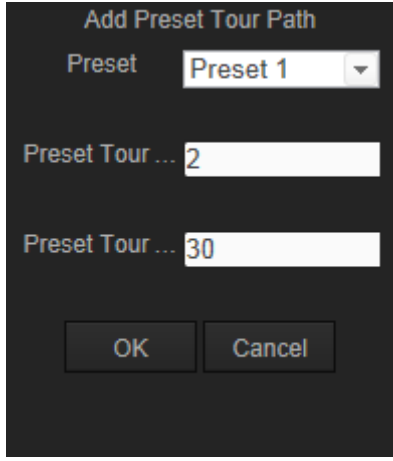 Add Preset Tour Path
Preset Preset 1
Preset Tour ... 2
Preset Tour ... 30
OK Cancel